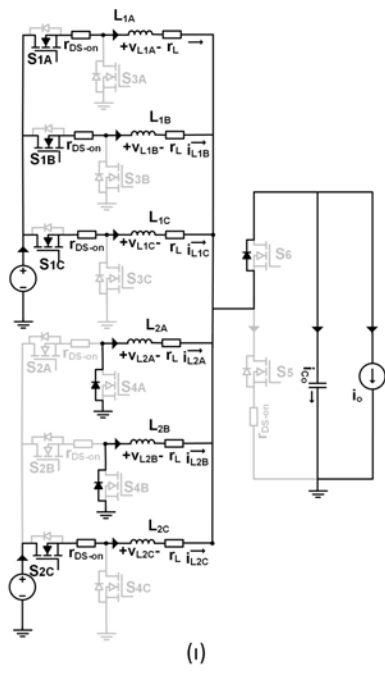 L1A
S1A rDS-on +vL1A- rL
S3A
L1B
S1B rDS-on +vL1B- rL iL1B
S3B
L1C
S1C rDS-on +vL1C- rL iL1C
S3C
S6
L2A
S2A rDS-on +vL2A- rL iL2A
S4A
iCo
S5
io
rDS-on
L2B
S2B rDS-on +vL2B- rL iL2B
S4B
L2C
S2C rDS-on +vL2C- rL iL2C
S4C
(ı)